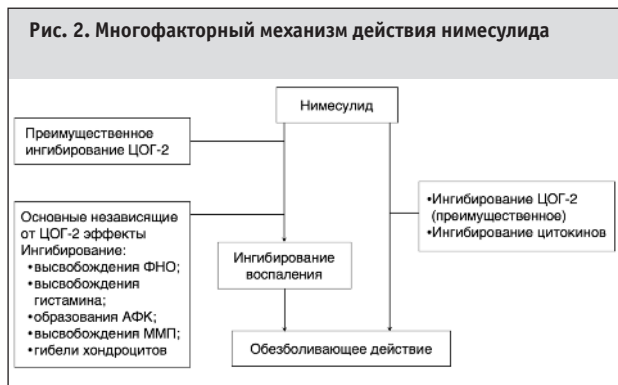 Рис. 2. Многофакторный механизм действия нимесулида
Нимесулид
Преимущественное
ингибирование ЦОГ-2
Основные независящие
от ЦОГ-2 эффекты
Ингибирование:
•высвобождения ФНО;
•высвобождения
гистамина;
•образования АФК;
•высвобождения ММП;
•гибели хондроцитов
•Ингибирование ЦОГ-2
(преимущественное)
•Ингибирование цитокинов
Ингибирование
воспаления
Обезболивающее действие